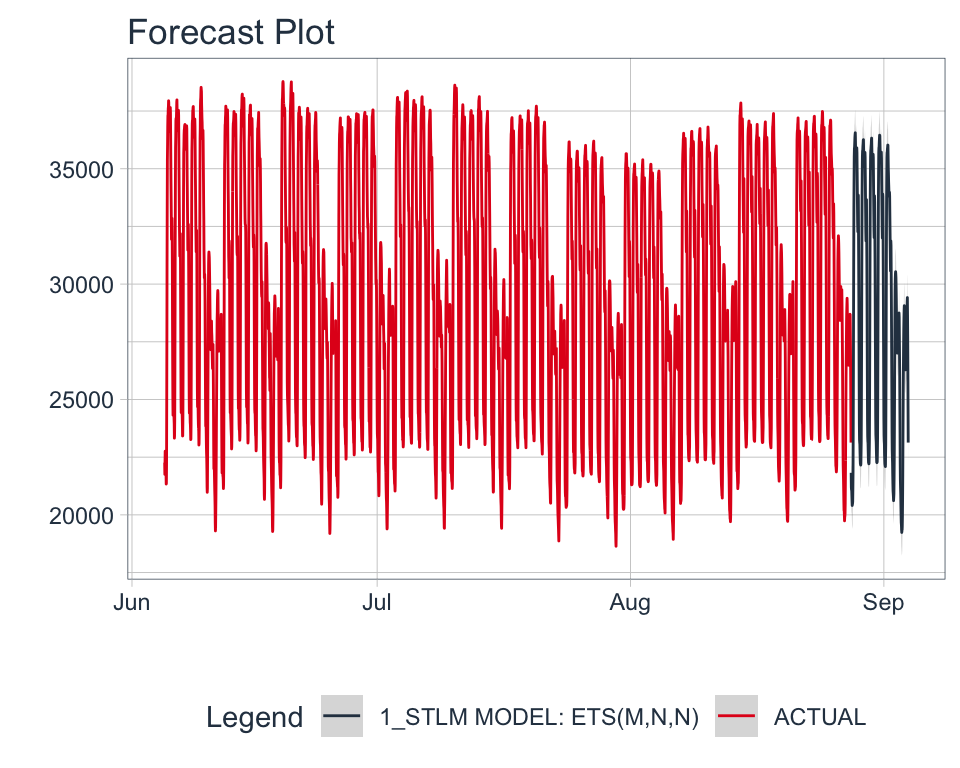 Forecast Plot
35000
30000
25000
20000
Jun Jul Aug Sep
Legend 1_STLM MODEL: ETS(M,N,N) ACTUAL